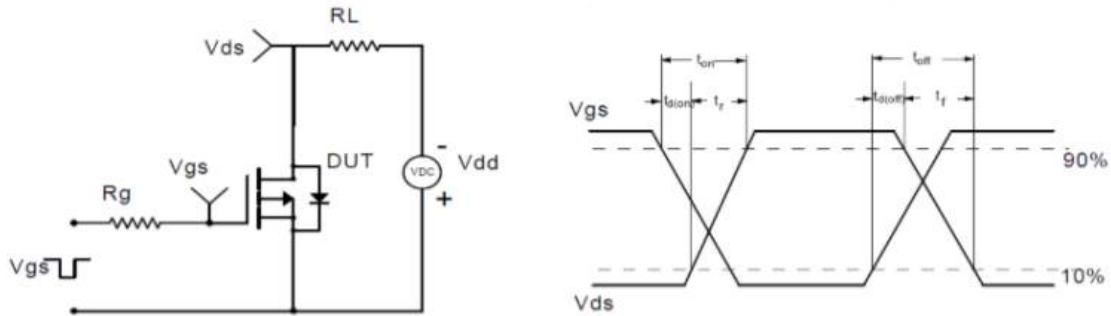 RL
Vds
Vgs
DUT
VDC
-
+
Vdd
Rg
Vgs
ton
toff
td(on)
tr
td(off)
tf
Vgs
90%
10%
Vds